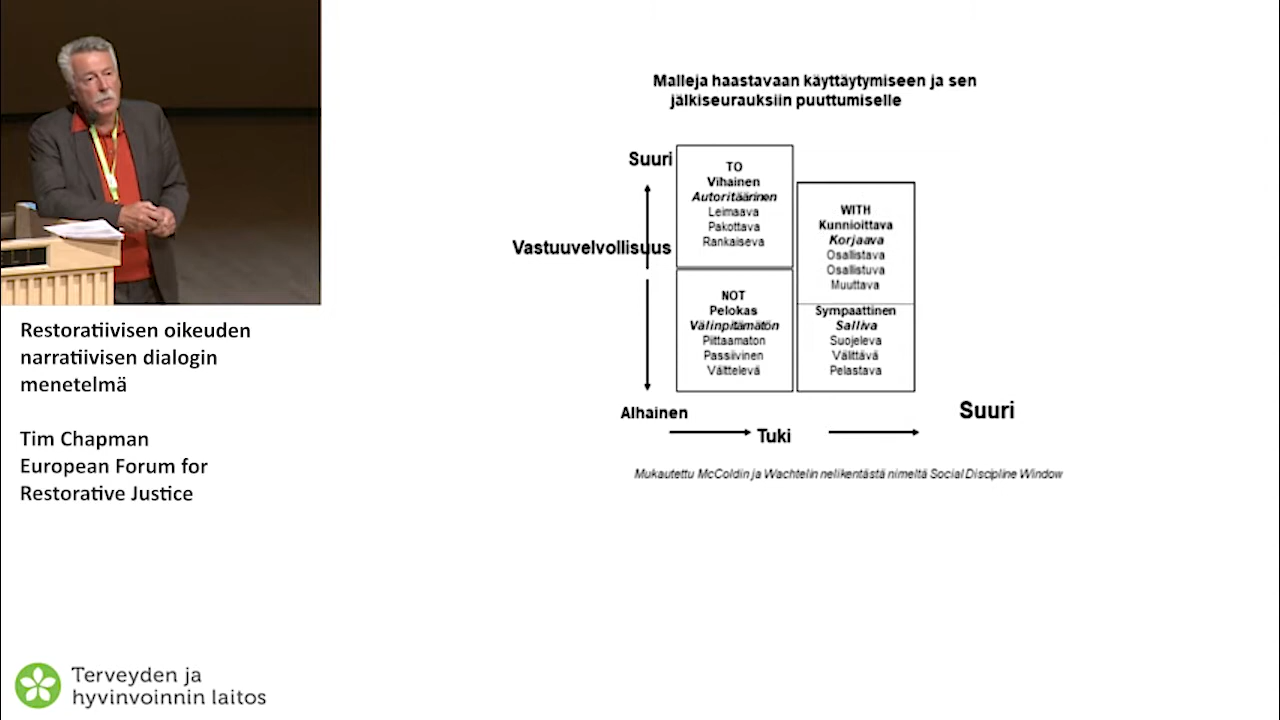 Malleja haastavaan käyttäytymiseen ja sen
jälkiseurauksiin puuttumiselle
Suuri
Vastuuvelvollisuus
Alhainen
TO
Vihainen
Autoritäärinen
Leimaava
Pakottava
Rankaiseva
WITH
Kunnioittava
Korjaava
Osallistava
Osallistuva
Muuttava
NOT
Pelokas
Välinpitämätön
Piittaamaton
Passiivinen
Välttelevä
Sympaattinen
Salliva
Suojeleva
Välittävä
Pelastava
Tuki
Suuri
Mukautettu McColdin ja Wachtelin nelikentästä nimeltä Social Discipline Window
Restoratiivisen oikeuden
narratiivisen dialogin
menetelmä
Tim Chapman
European Forum for
Restorative Justice
Terveyden ja
hyvinvoinnin laitos